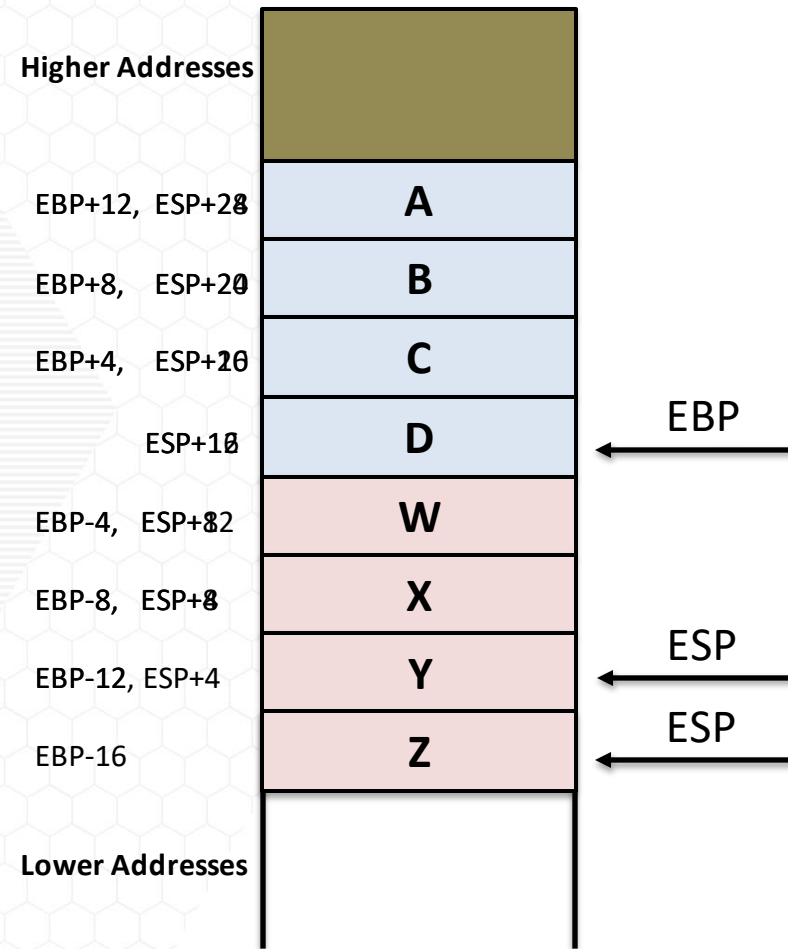 Higher Addresses
EBP+12, A
EBP+8, B
EBP+4, C
EBP
D
EBP-4, W
EBP-8, X
ESP
EBP-12, ESP+4 Y
ESP
EBP-16 Z
Lower Addresses